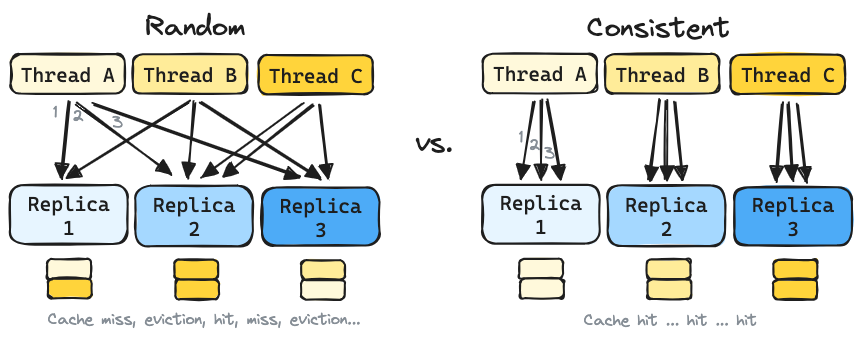 Random
Consistent
Thread A
Thread B
Thread C
Thread A
Thread B
Thread C
1
2
3
1
2
3
vs.
Replica
1
Replica
2
Replica
3
Replica
1
Replica
2
Replica
3
Cache miss, eviction, hit, miss, eviction...
Cache hit ... hit ... hit